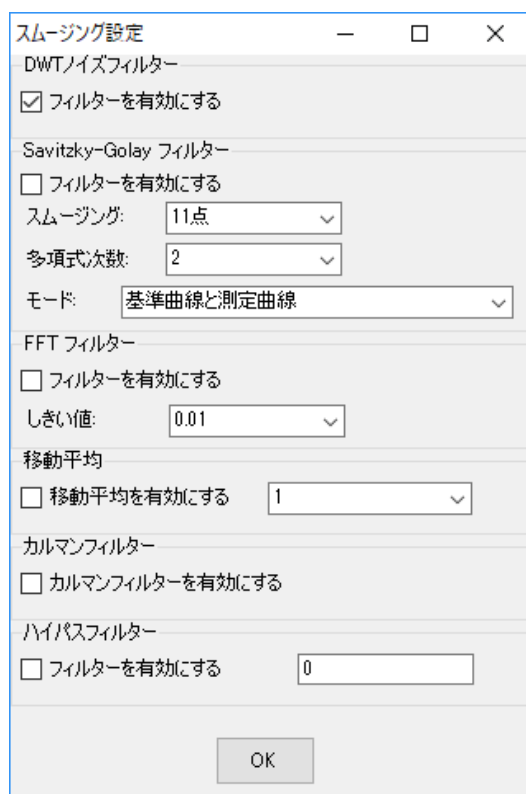 スムージング設定
DWTノイズフィルター
フィルターを有効にする
Savitzky-Golay フィルター
フィルターを有効にする
スムージング: 11点
多項式次数: 2
モード: 基準曲線と測定曲線
FFT フィルター
フィルターを有効にする
しきい値: 0.01
移動平均
移動平均を有効にする 1
カルマンフィルター
カルマンフィルターを有効にする
ハイパスフィルター
フィルターを有効にする 0
OK